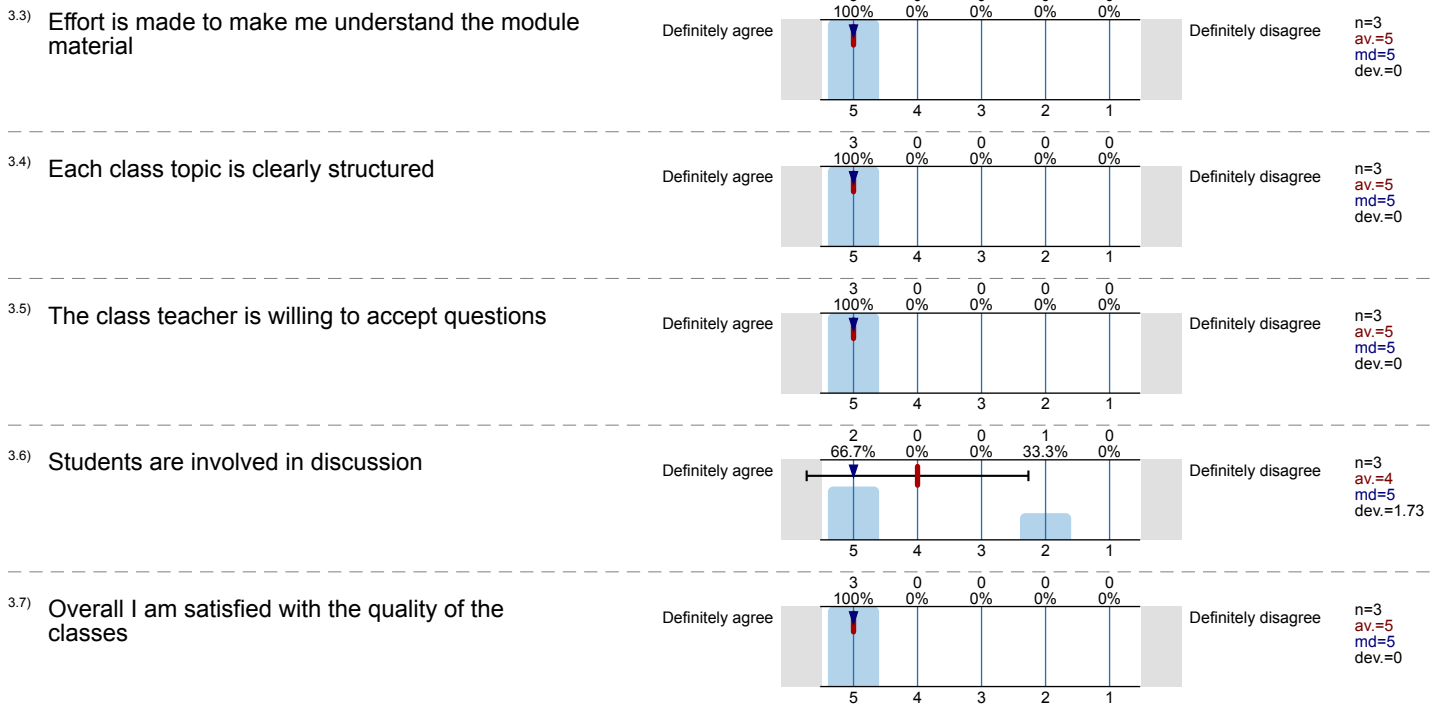 3.3) Effort is made to make me understand the module
material
Definitely agree
100% 0% 0% 0% 0%
5 4 3 2 1
Definitely disagree
n=3
av.=5
md=5
dev.=0
3.4) Each class topic is clearly structured
Definitely agree
3 0 0 0 0
100% 0% 0% 0% 0%
5 4 3 2 1
Definitely disagree
n=3
av.=5
md=5
dev.=0
3.5) The class teacher is willing to accept questions
Definitely agree
3 0 0 0 0
100% 0% 0% 0% 0%
5 4 3 2 1
Definitely disagree
n=3
av.=5
md=5
dev.=0
3.6) Students are involved in discussion
Definitely agree
2 0 0 1 0
66.7% 0% 0% 33.3% 0%
5 4 3 2 1
Definitely disagree
n=3
av.=4
md=5
dev.=1.73
3.7) Overall I am satisfied with the quality of the
classes
Definitely agree
3 0 0 0 0
100% 0% 0% 0% 0%
5 4 3 2 1
Definitely disagree
n=3
av.=5
md=5
dev.=0